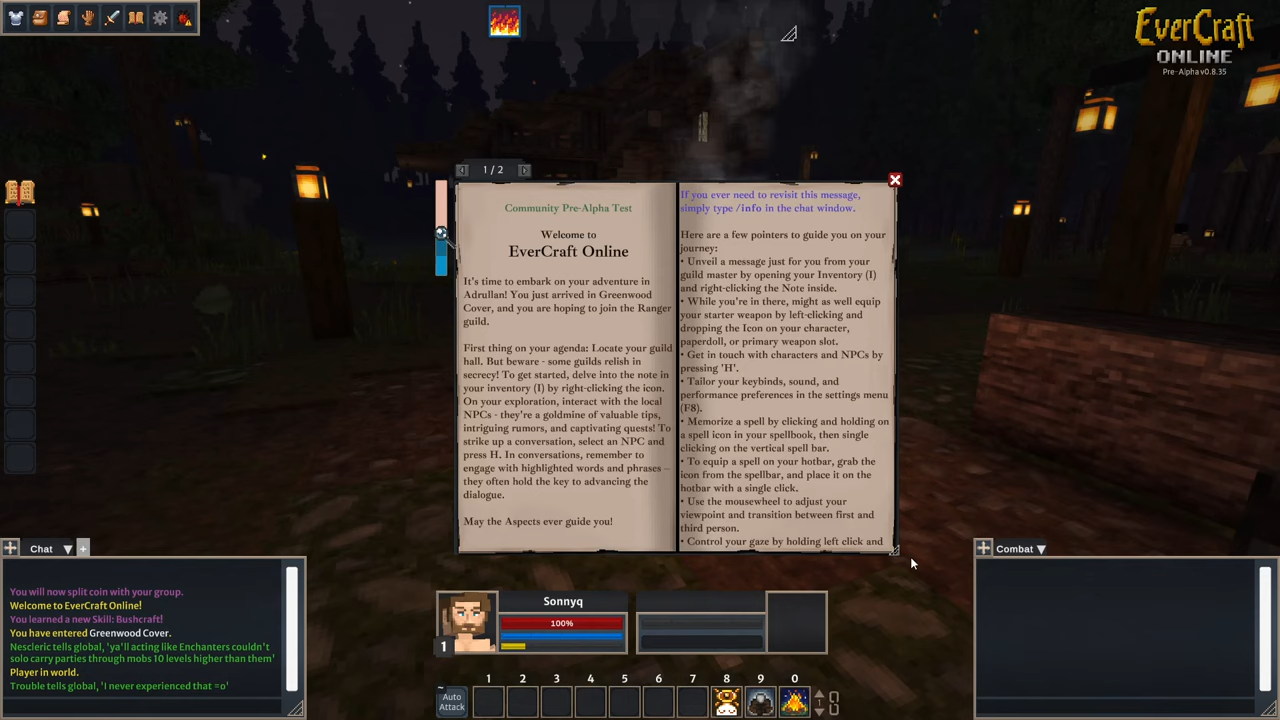 EverCraft
ONLINE
Pre-Alpha v0.8.35
1 / 2
Community Pre-Alpha Test
Welcome to
EverCraft Online
It's time to embark on your adventure in
Adrullan! You just arrived in Greenwood
Cover, and you are hoping to join the Ranger
guild.
First thing on your agenda: Locate your guild
hall. But beware - some guilds relish in
secrecy! To get started, delve into the note in
your inventory (I) by right-clicking the icon.
On your exploration, interact with the local
NPCs - they're a goldmine of valuable tips,
intriguing rumors, and captivating quests! To
strike up a conversation, select an NPC and
press H. In conversations, remember to
engage with highlighted words and phrases –
they often hold the key to advancing the
dialogue.
May the Aspects ever guide you!
If you ever need to revisit this message,
simply type /info in the chat window.
Here are a few pointers to guide you on your
journey:
• Unveil a message just for you from your
guild master by opening your Inventory (I)
and right-clicking the Note inside.
• While you're in there, might as well equip
your starter weapon by left-clicking and
dropping the Icon on your character,
paperdoll, or primary weapon slot.
• Get in touch with characters and NPCs by
pressing 'H'.
• Tailor your keybinds, sound, and
performance preferences in the settings menu
(F8).
• Memorize a spell by clicking and holding on
a spell icon in your spellbook, then single
clicking on the vertical spell bar.
• To equip a spell on your hotbar, grab the
icon from the spellbar, and place it on the
hotbar with a single click.
• Use the mousewheel to adjust your
viewpoint and transition between first and
third person.
• Control your gaze by holding left click and
Chat
+
You will now split coin with your group.
Welcome to EverCraft Online!
You learned a new Skill: Bushcraft!
You have entered Greenwood Cover.
Nescleric tells global, 'ya'll acting like Enchanters couldn't
solo carry parties through mobs 10 levels higher than them'
Player in world.
Trouble tells global, 'I never experienced that =o'
Combat
Sonnyq
100%
1
~
Auto
Attack
1 2 3 4 5 6 7 8 9 0
1